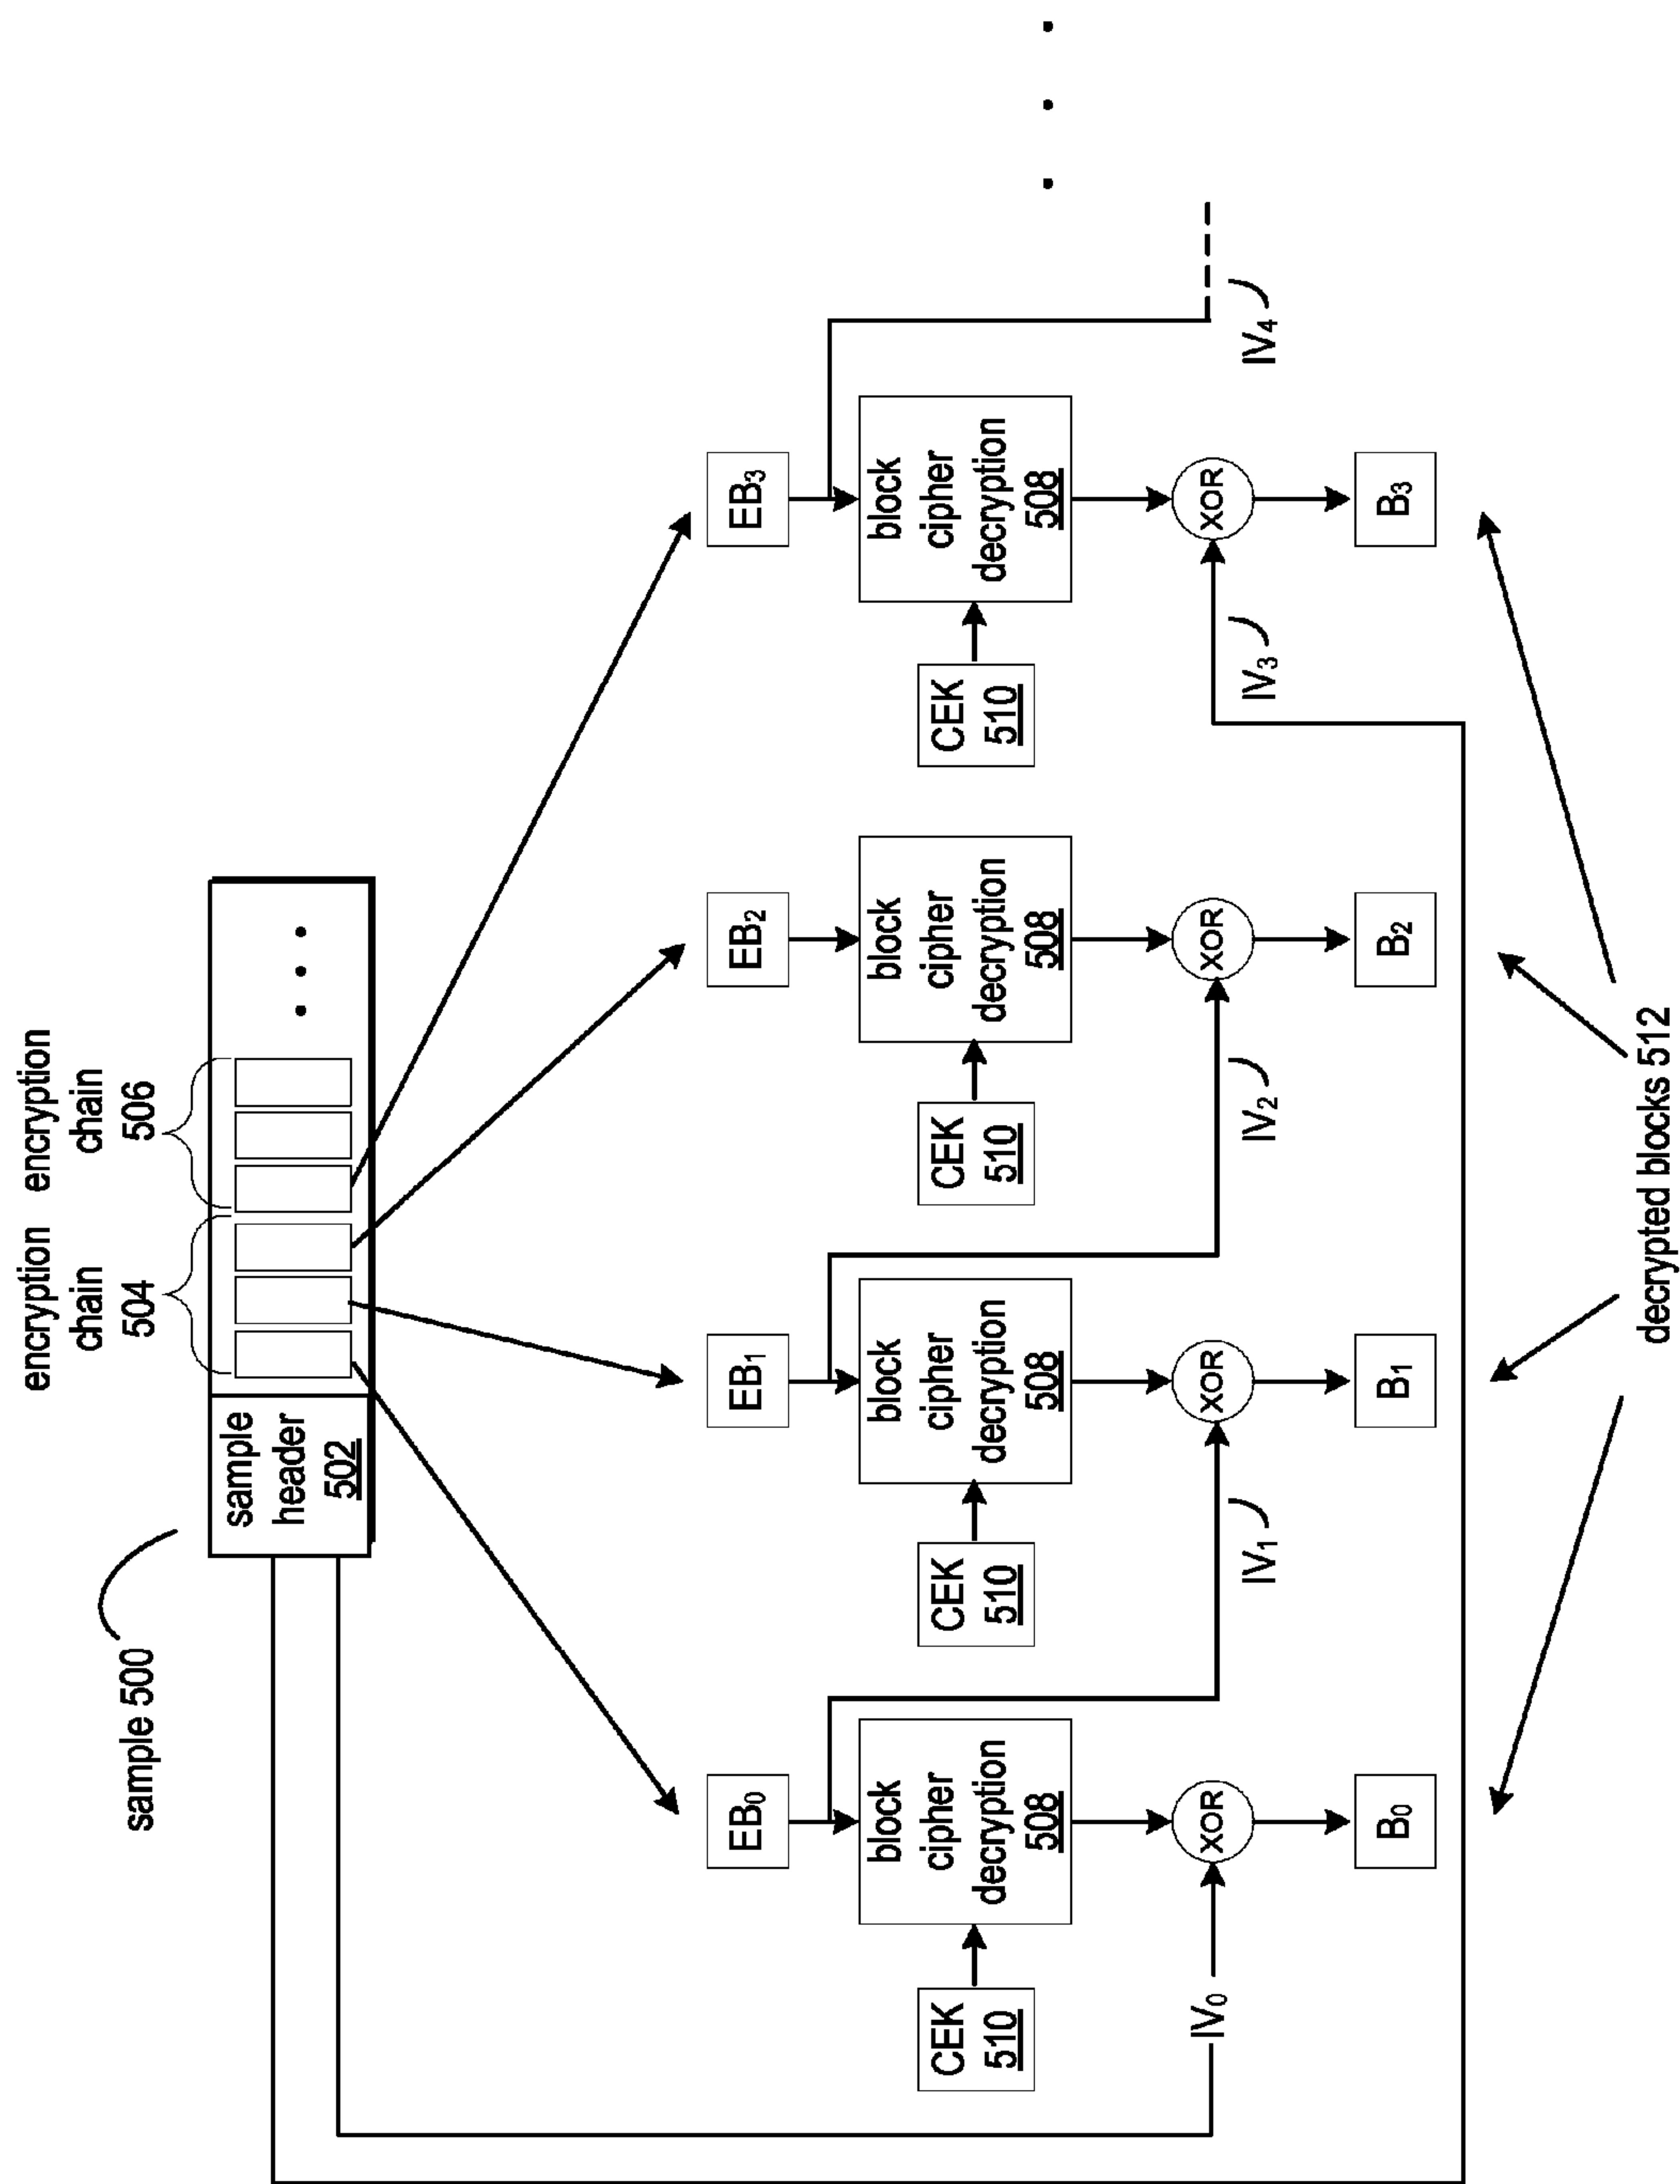 sample 500
sample
header
502
encryption
chain
504
encryption
chain
506
EB₀
EB₁
EB₂
EB₃
CEK
510
block
cipher
decryption
508
CEK
510
block
cipher
decryption
508
CEK
510
block
cipher
decryption
508
CEK
510
block
cipher
decryption
508
IV₀
XOR
IV₁
XOR
IV₂
XOR
IV₃
XOR
IV₄
B₀
B₁
B₂
B₃
decrypted blocks 512